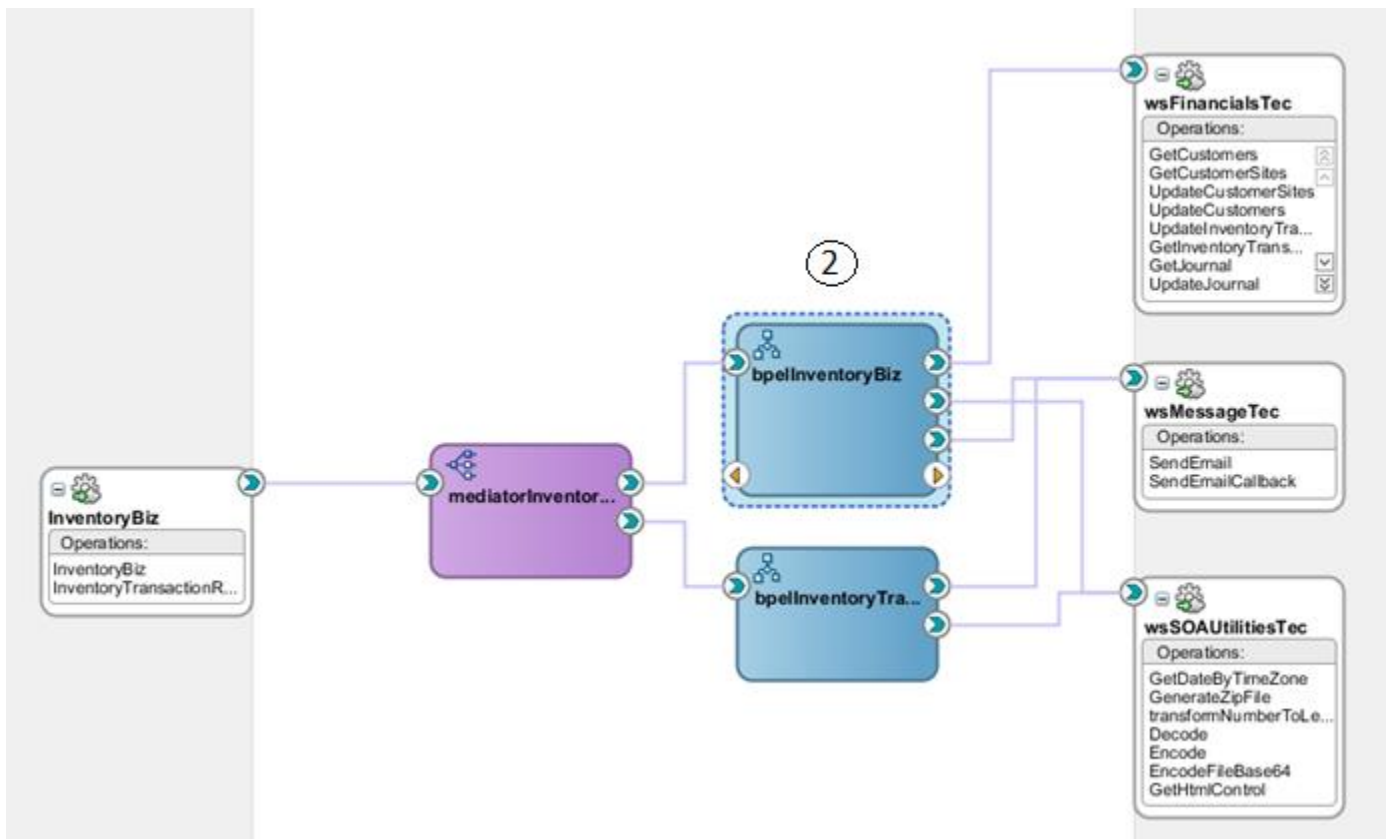 InventoryBiz
Operations:
InventoryBiz
InventoryTransactionR...
mediatorInventor...
2
bpelInventoryBiz
bpelInventoryTra...
wsFinancialsTec
Operations:
GetCustomers
GetCustomerSites
UpdateCustomerSites
UpdateCustomers
UpdateInventoryTra...
GetInventoryTrans...
GetJournal
UpdateJournal
wsMessageTec
Operations:
SendEmail
SendEmailCallback
wsSOAUtilitiesTec
Operations:
GetDateByTimeZone
GenerateZipFile
transformNumberToLe...
Decode
Encode
EncodeFileBase64
GetHtmlControl